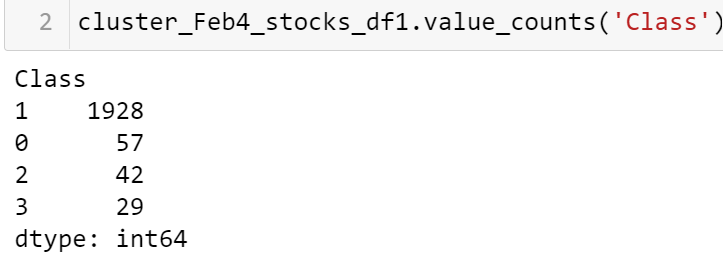 2 cluster_Feb4_stocks_df1.value_counts('Class')
Class
1    1928
0      57
2      42
3      29
dtype: int64